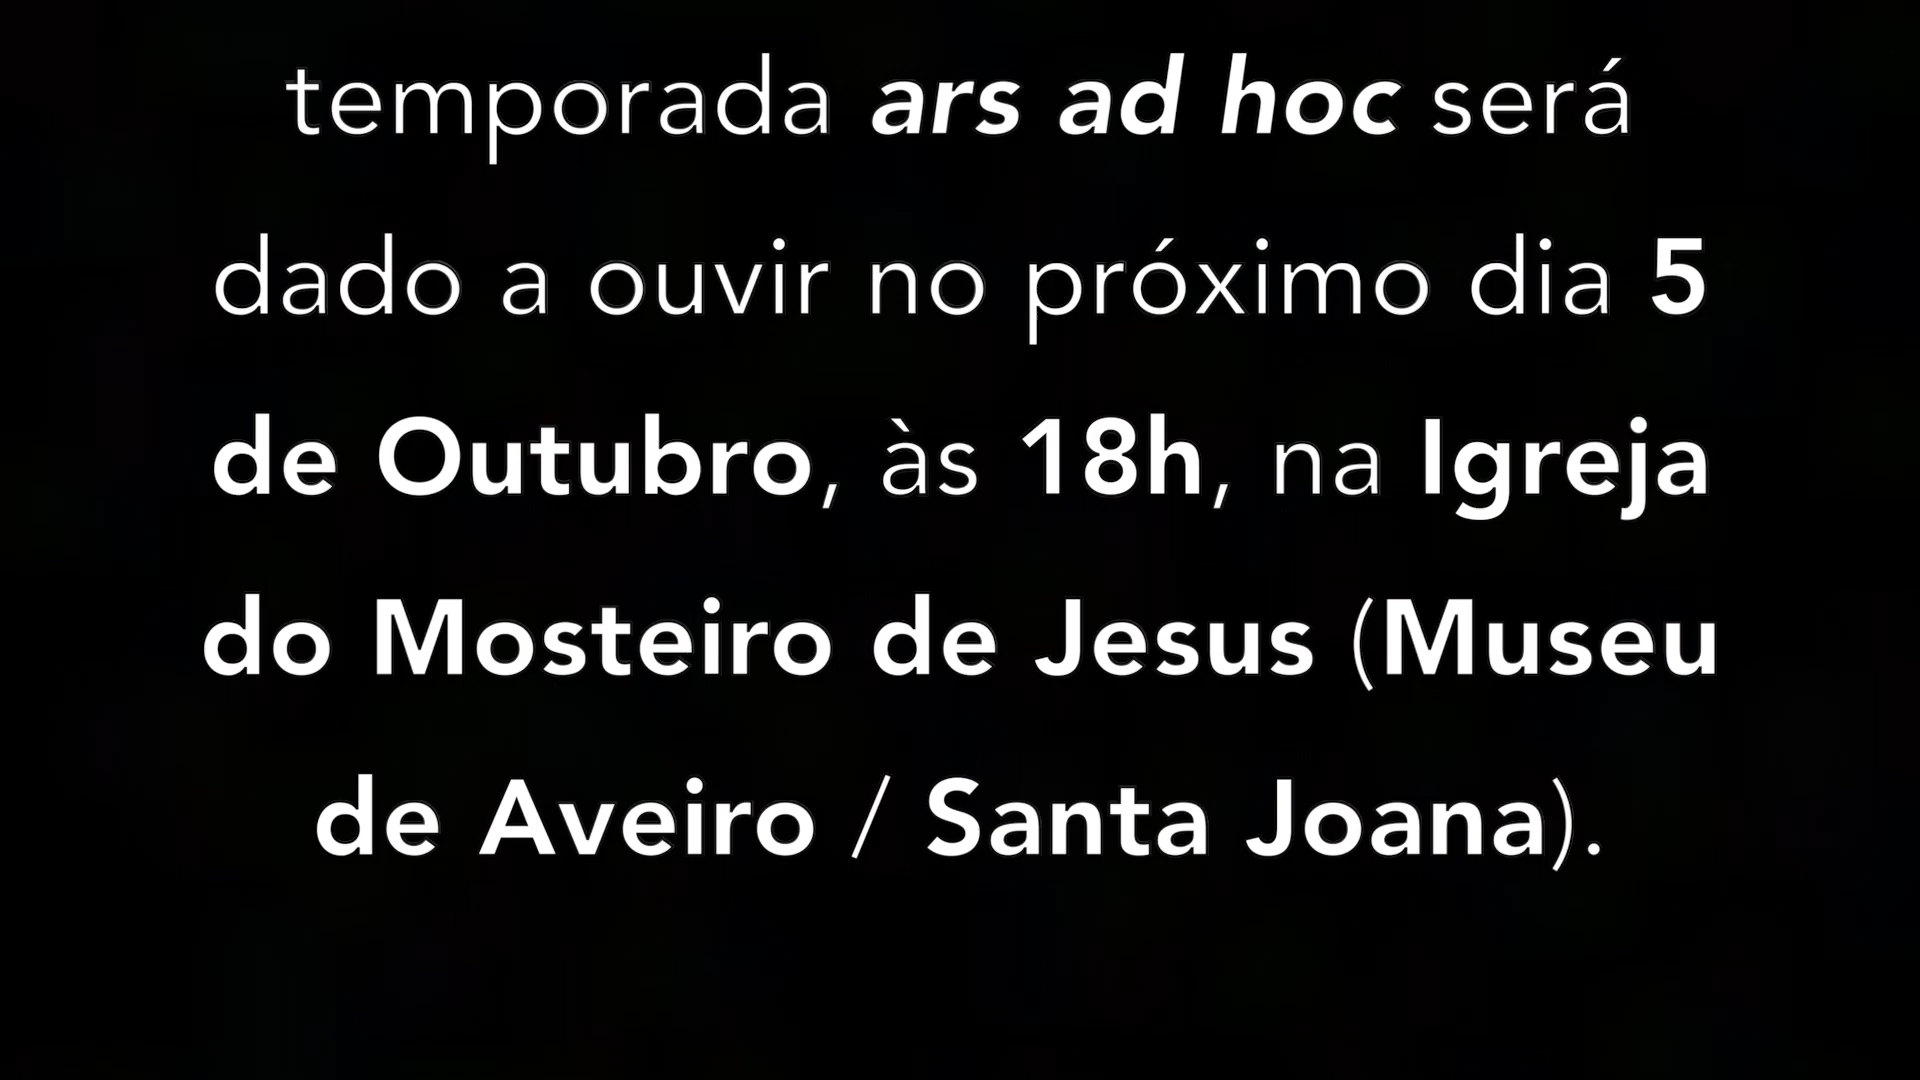 temporada ars ad hoc será
dado a ouvir no próximo dia 5
de Outubro, às 18h, na Igreja
do Mosteiro de Jesus (Museu
de Aveiro / Santa Joana).